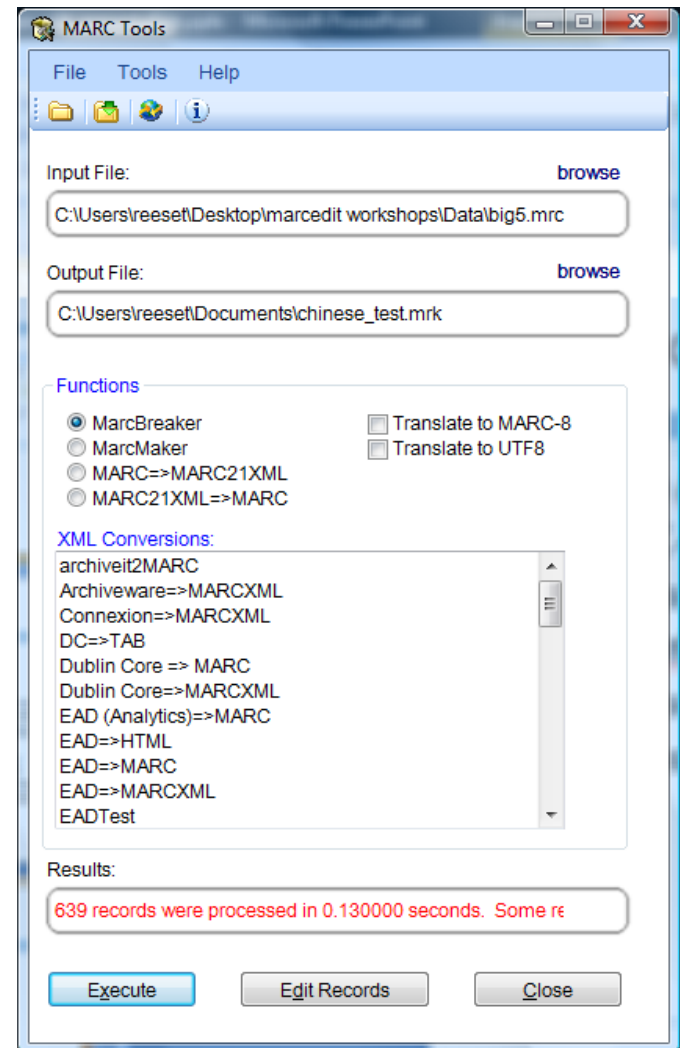 MARC Tools
File Tools Help
Input File: browse
C:\Users\reeset\Desktop\marcedit workshops\Data\big5.mrc
Output File: browse
C:\Users\reeset\Documents\chinese_test.mrk
Functions
MarcBreaker Translate to MARC-8
MarcMaker Translate to UTF8
MARC=>MARC21XML
MARC21XML=>MARC
XML Conversions:
archiveit2MARC
Archiveware=>MARCXML
Connexion=>MARCXML
DC=>TAB
Dublin Core => MARC
Dublin Core=>MARCXML
EAD (Analytics)=>MARC
EAD=>HTML
EAD=>MARC
EAD=>MARCXML
EADTest
Results:
639 records were processed in 0.130000 seconds. Some re
Execute Edit Records Close